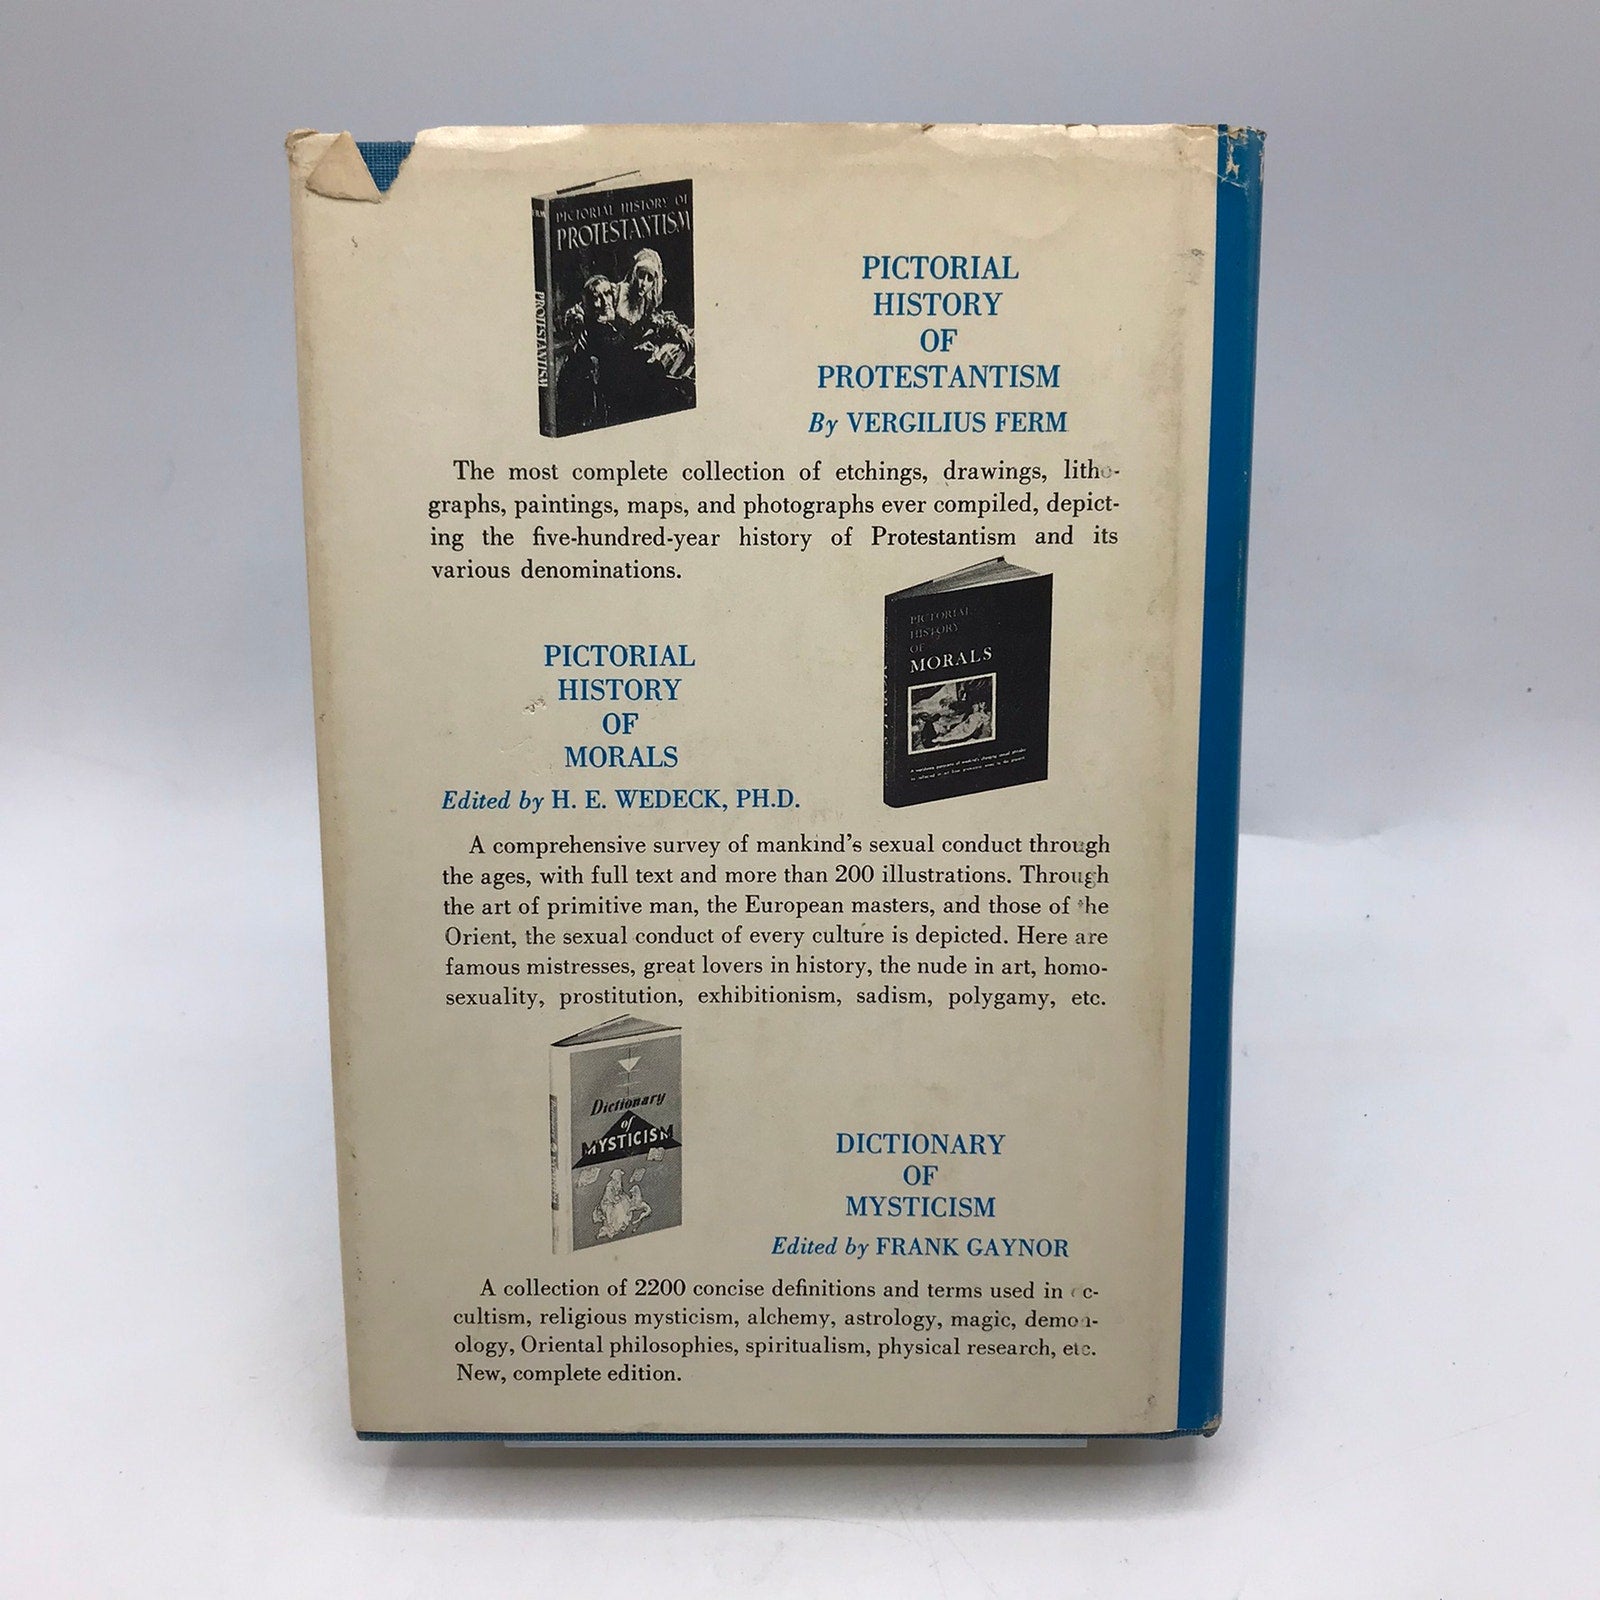 PICTORIAL HISTORY OF
PROTESTANTISM
PROTESTANTISM
PICTORIAL
HISTORY
OF
PROTESTANTISM
By VERGILIUS FERM
The most complete collection of etchings, drawings, litho-
graphs, paintings, maps, and photographs ever compiled, depict-
ing the five-hundred-year history of Protestantism and its
various denominations.
PICTORIAL
HISTORY
OF
MORALS
PICTORIAL
HISTORY
OF
MORALS
Edited by H. E. WEDECK, PH.D.
A comprehensive survey of mankind's sexual conduct through
the ages, with full text and more than 200 illustrations. Through
the art of primitive man, the European masters, and those of the
Orient, the sexual conduct of every culture is depicted. Here are
famous mistresses, great lovers in history, the nude in art, homo-
sexuality, prostitution, exhibitionism, sadism, polygamy, etc.
Dictionary
of
MYSTICISM
DICTIONARY
OF
MYSTICISM
Edited by FRANK GAYNOR
A collection of 2200 concise definitions and terms used in oc-
cultism, religious mysticism, alchemy, astrology, magic, demon-
ology, Oriental philosophies, spiritualism, physical research, etc.
New, complete edition.